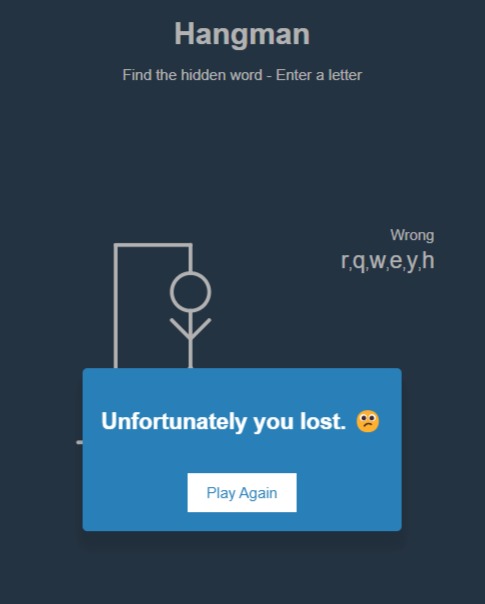 Hangman
Find the hidden word - Enter a letter
Wrong
r,q,w,e,y,h
Unfortunately you lost. 😕
Play Again